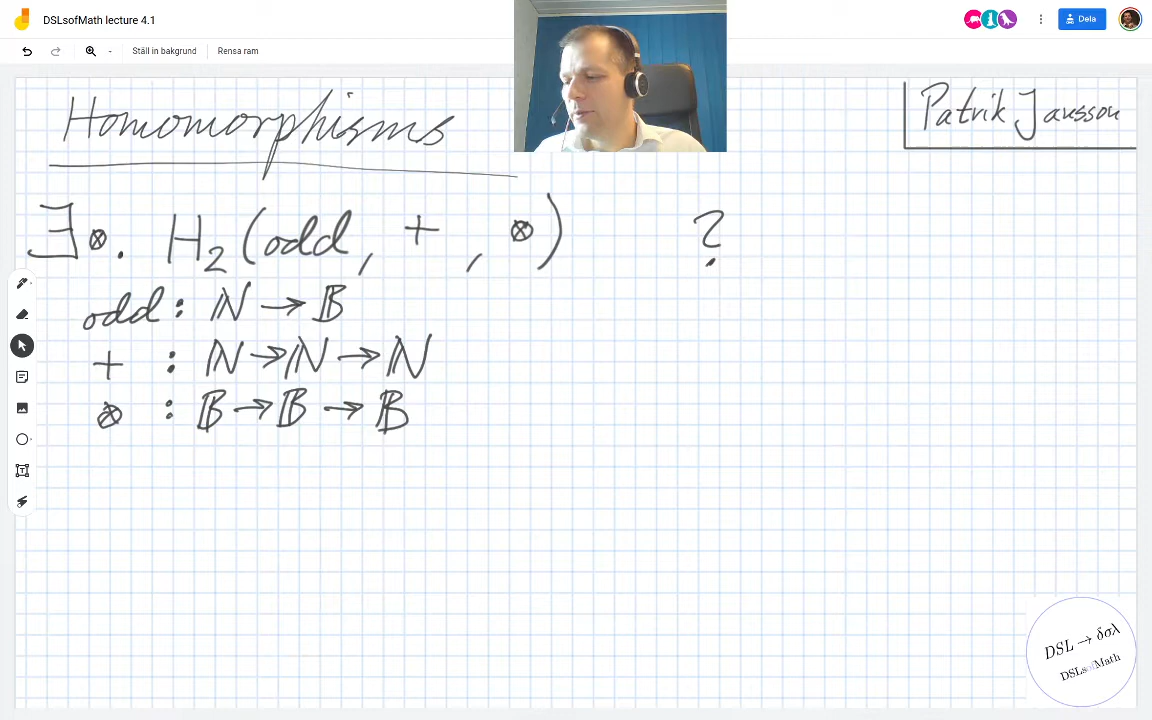 DSLsofMath lecture 4.1
Dela
Ställ in bakgrund
Rensa ram
Homomorphisms
Patrik Jansson
∃⊗. H₂(odd, +, ⊗) ?
odd : ℕ → 𝔹
+ : ℕ → ℕ → ℕ
⊗ : 𝔹 → 𝔹 → 𝔹
DSL → δσλ
DSLsofMath